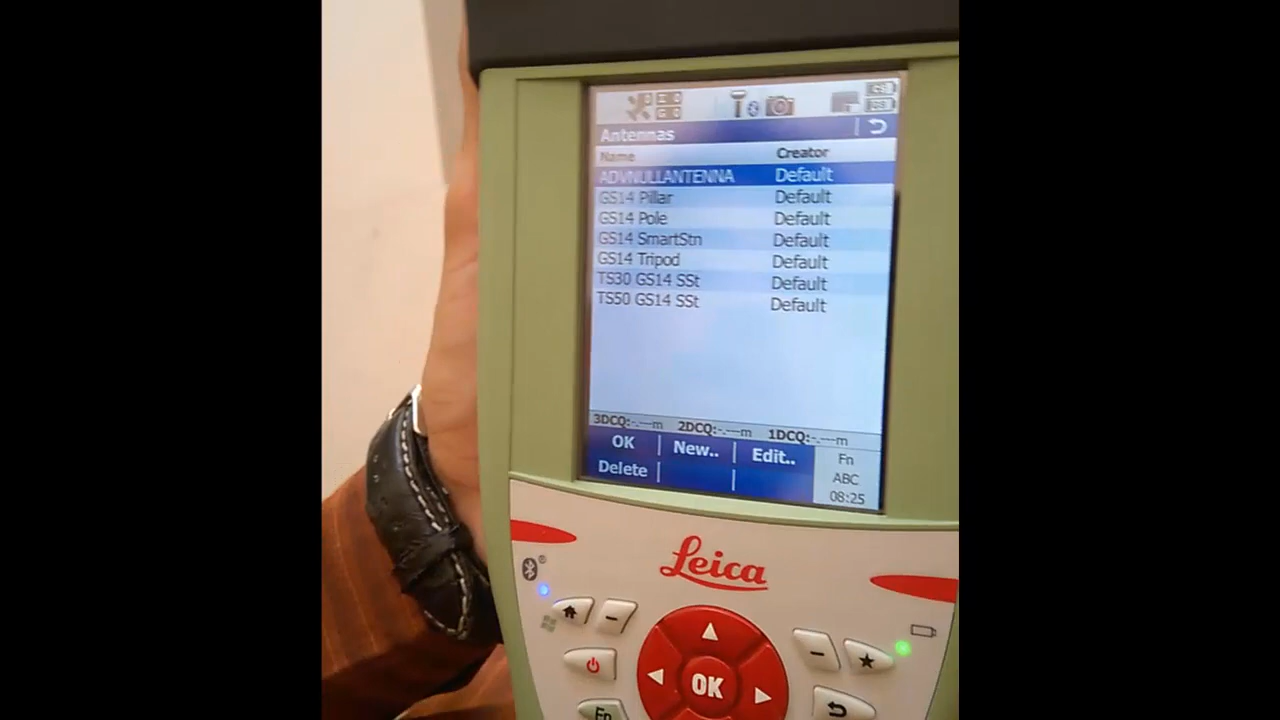 Antennas
Name Creator
ADVNULLANTENNA Default
GS14 Pillar Default
GS14 Pole Default
GS14 SmartStn Default
GS14 Tripod Default
TS30 GS14 SSt Default
TS50 GS14 SSt Default
3DCQ:-.---m 2DCQ:-.---m 1DCQ:-.---m
OK New.. Edit.. Fn
Delete ABC
08:25
Leica
OK
Fn